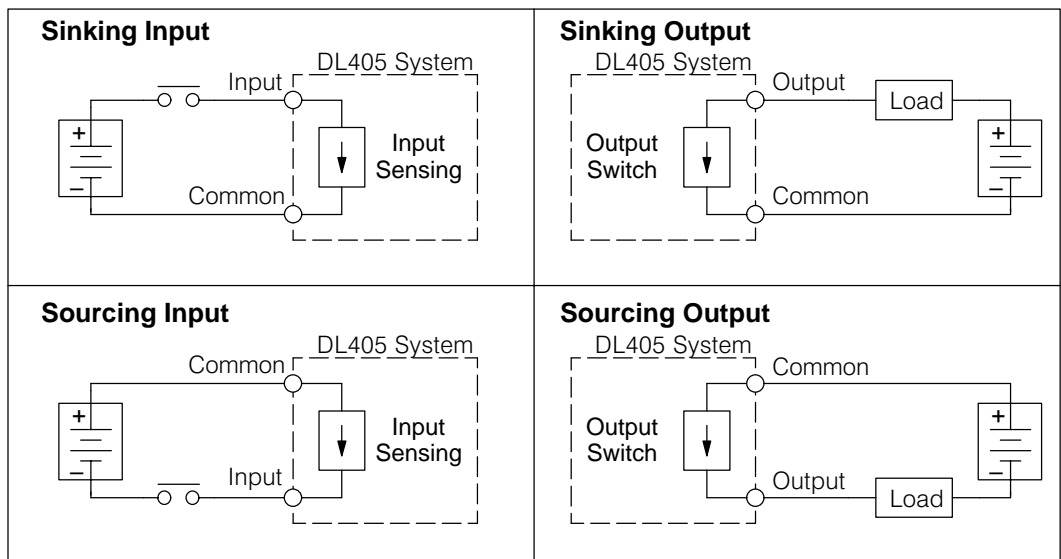 Sinking Input
DL405 System
Input
+
–
Input
Sensing
Common
Sinking Output
DL405 System
Output
Load
Output
Switch
+
–
Common
Sourcing Input
DL405 System
Common
+
–
Input
Sensing
Input
Sourcing Output
DL405 System
Common
Output
Switch
+
–
Output
Load